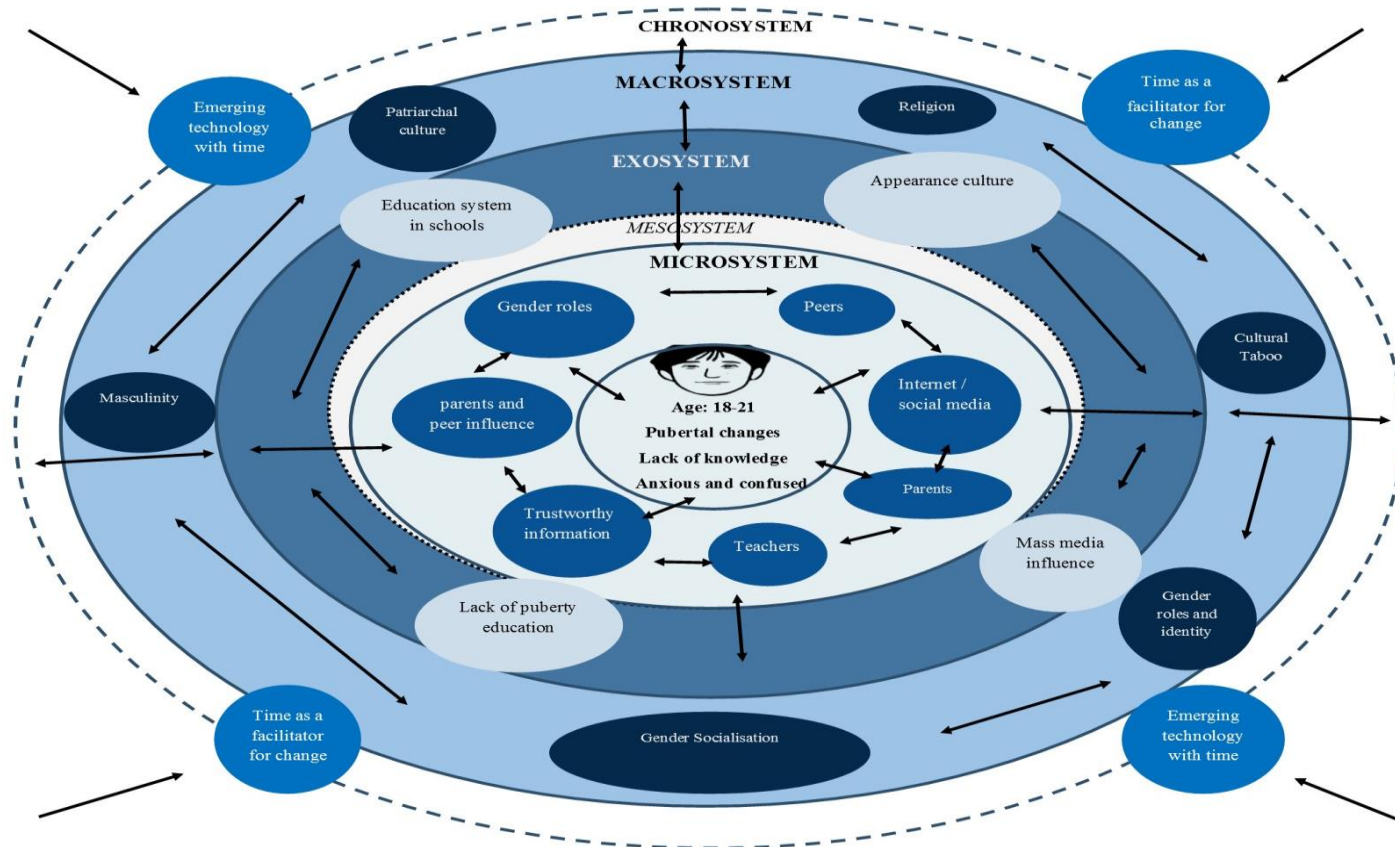 CHRONOSYSTEM
MACROSYSTEM
Emerging
technology
with time
Patriarchal
culture
Religion
Time as a
facilitator for
change
EXOSYSTEM
Education system
in schools
Appearance culture
MESOSYSTEM
MICROSYSTEM
Gender roles
Peers
Cultural
Taboo
Masculinity
parents and
peer influence
Internet /
social media
Age: 18-21
Pubertal changes
Lack of knowledge
Anxious and confused
Parents
Trustworthy
information
Teachers
Mass media
influence
Lack of puberty
education
Gender
roles and
identity
Time as a
facilitator
for change
Gender Socialisation
Emerging
technology
with time